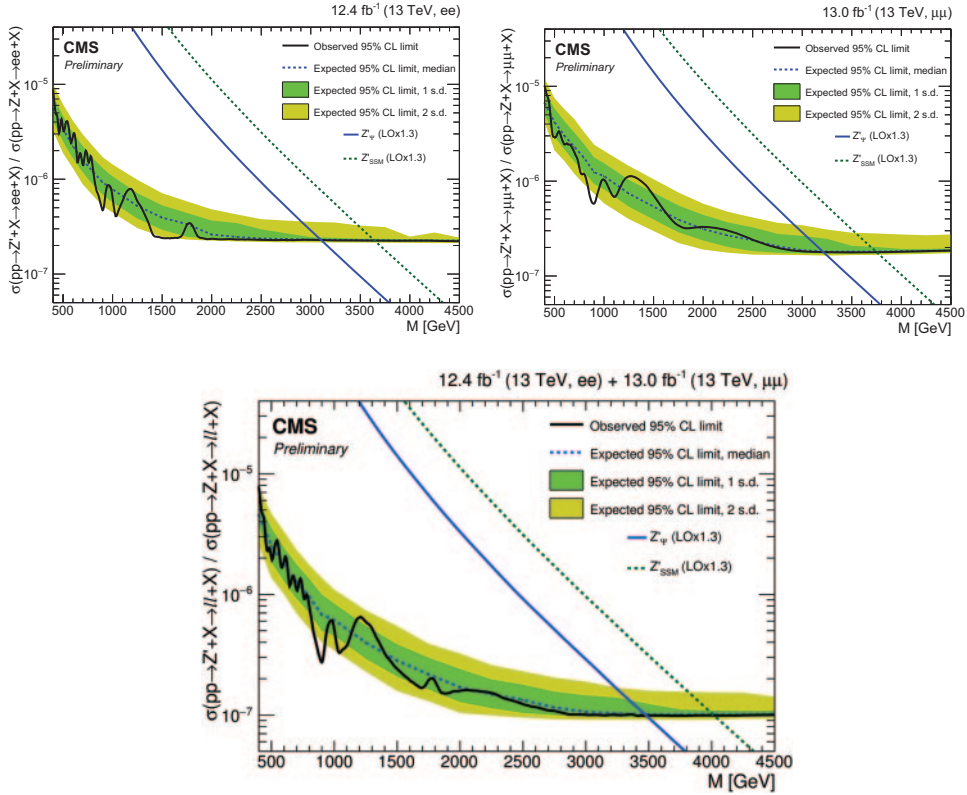 12.4 fb⁻¹ (13 TeV, ee)
CMS
Preliminary
Observed 95% CL limit
Expected 95% CL limit, median
Expected 95% CL limit, 1 s.d.
Expected 95% CL limit, 2 s.d.
Z'ψ (LOx1.3)
Z'SSM (LOx1.3)
σ(pp→Z'+X→ee+X) / σ(pp→Z+X→ee+X)
10⁻⁵
10⁻⁶
10⁻⁷
500 1000 1500 2000 2500 3000 3500 4000 4500
M [GeV]
13.0 fb⁻¹ (13 TeV, μμ)
CMS
Preliminary
Observed 95% CL limit
Expected 95% CL limit, median
Expected 95% CL limit, 1 s.d.
Expected 95% CL limit, 2 s.d.
Z'ψ (LOx1.3)
Z'SSM (LOx1.3)
σ(pp→Z'+X→μμ+X) / σ(pp→Z+X→μμ+X)
10⁻⁵
10⁻⁶
10⁻⁷
500 1000 1500 2000 2500 3000 3500 4000 4500
M [GeV]
12.4 fb⁻¹ (13 TeV, ee) + 13.0 fb⁻¹ (13 TeV, μμ)
CMS
Preliminary
Observed 95% CL limit
Expected 95% CL limit, median
Expected 95% CL limit, 1 s.d.
Expected 95% CL limit, 2 s.d.
Z'ψ (LOx1.3)
Z'SSM (LOx1.3)
σ(pp→Z'+X→ll+X) / σ(pp→Z+X→ll+X)
10⁻⁵
10⁻⁶
10⁻⁷
500 1000 1500 2000 2500 3000 3500 4000 4500
M [GeV]